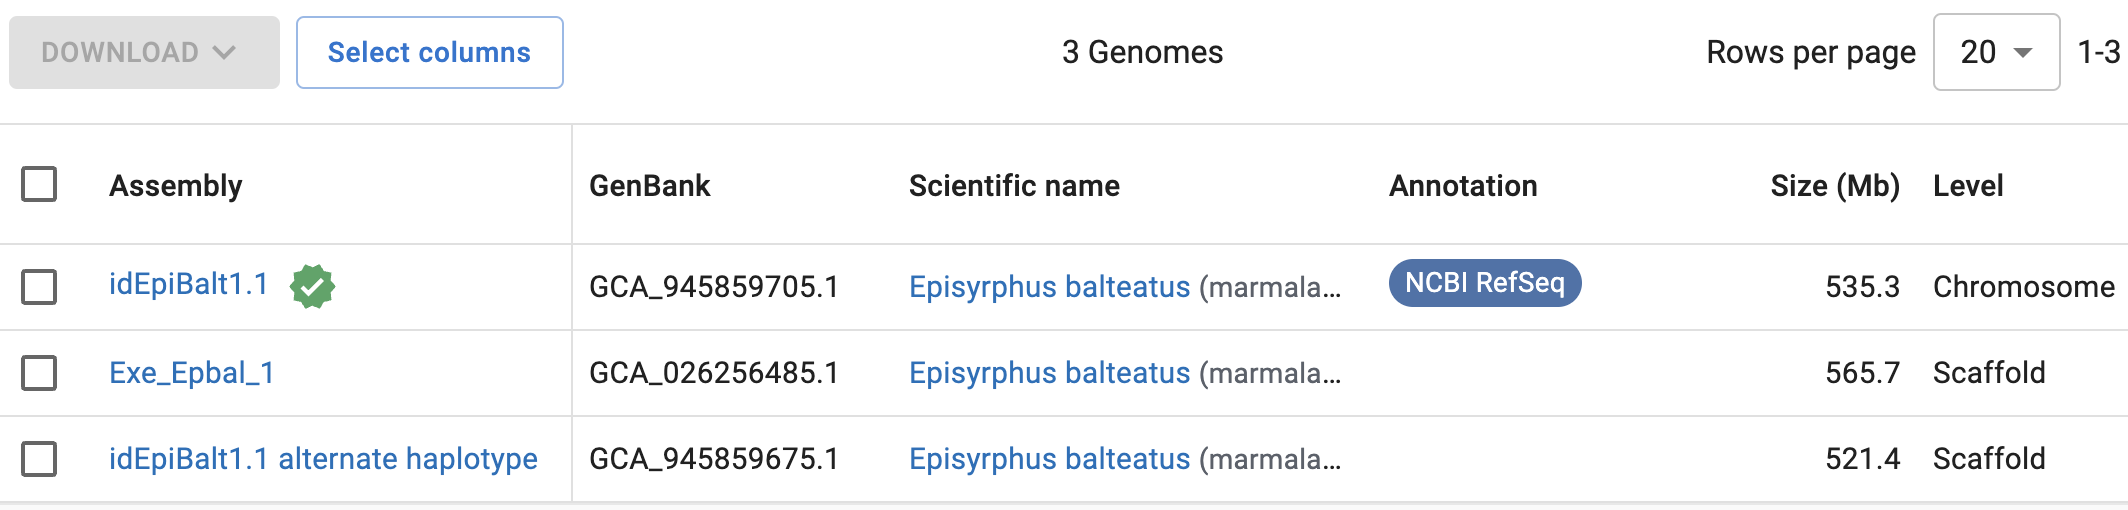 DOWNLOAD Select columns 3 Genomes Rows per page 20 1-3
Assembly GenBank Scientific name Annotation Size (Mb) Level
idEpiBalt1.1 GCA_945859705.1 Episyrphus balteatus (marmala... NCBI RefSeq 535.3 Chromosome
Exe_Epbal_1 GCA_026256485.1 Episyrphus balteatus (marmala... 565.7 Scaffold
idEpiBalt1.1 alternate haplotype GCA_945859675.1 Episyrphus balteatus (marmala... 521.4 Scaffold